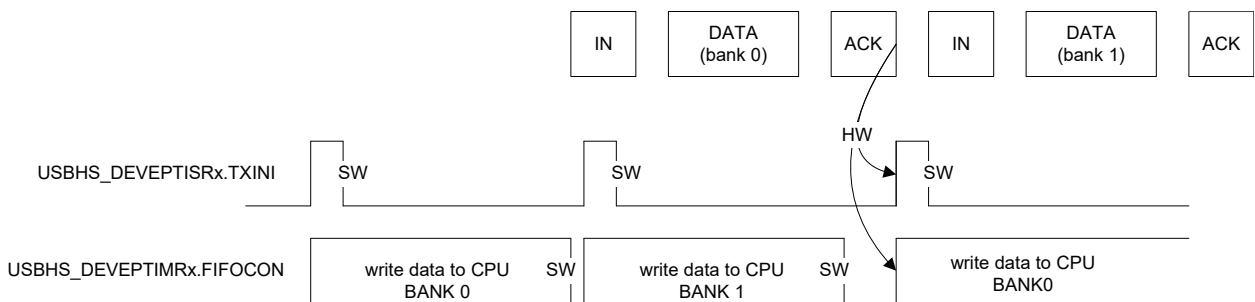 IN
DATA
(bank 0)
ACK
IN
DATA
(bank 1)
ACK
HW
USBHS_DEVEPTISRx.TXINI
SW
SW
SW
USBHS_DEVEPTIMRx.FIFOCON
write data to CPU
BANK 0
SW
write data to CPU
BANK 1
SW
write data to CPU
BANK0